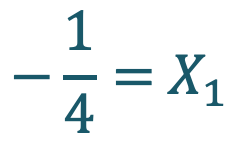 −1/4 = X₁